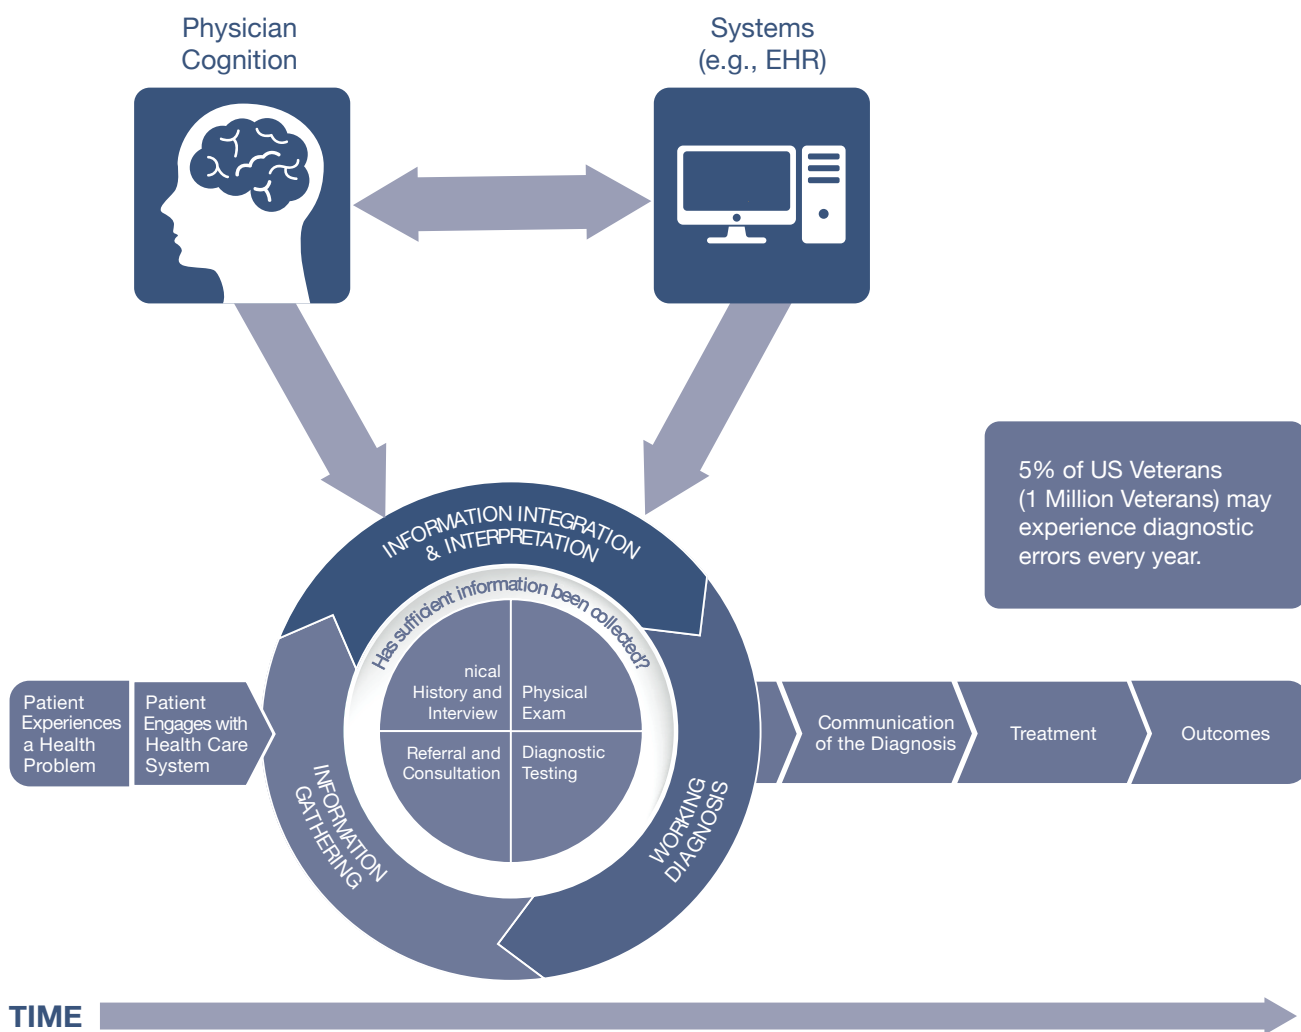 Physician
Cognition
Systems
(e.g., EHR)
5% of US Veterans
(1 Million Veterans) may
experience diagnostic
errors every year.
INFORMATION INTEGRATION
& INTERPRETATION
Has sufficient information been collected?
nical
History and
Interview
Physical
Exam
Referral and
Consultation
Diagnostic
Testing
INFORMATION
GATHERING
WORKING
DIAGNOSIS
Patient
Experiences
a Health
Problem
Patient
Engages with
Health Care
System
Communication
of the Diagnosis
Treatment
Outcomes
TIME